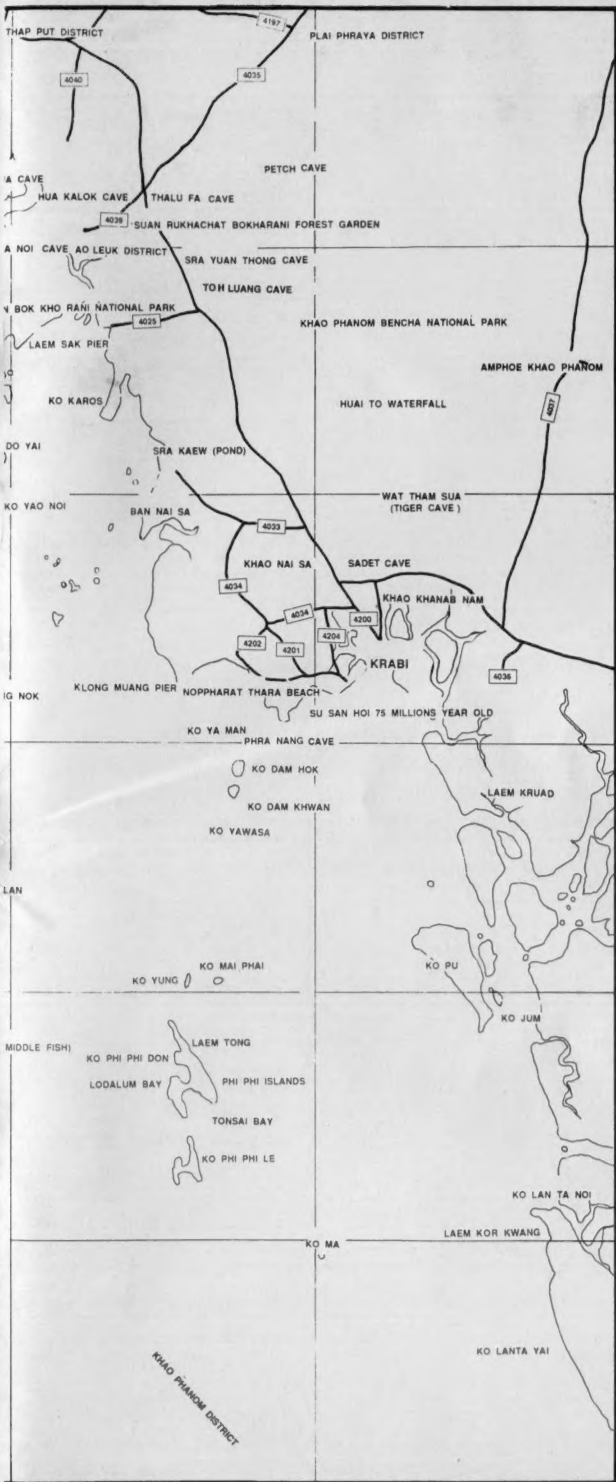 4197
THAP PUT DISTRICT
PLAI PHRAYA DISTRICT
4035
4040
PETCH CAVE
A CAVE
HUA KALOK CAVE
THALU FA CAVE
4039
SUAN RUKHACHAT BOKHARANI FOREST GARDEN
A NOI CAVE
AO LEUK DISTRICT
SRA YUAN THONG CAVE
TOH LUANG CAVE
N BOK KHO RANI NATIONAL PARK
4025
KHAO PHANOM BENCHA NATIONAL PARK
LAEM SAK PIER
AMPHOE KHAO PHANOM
KO KAROS
HUAI TO WATERFALL
4037
DO YAI
SRA KAEW (POND)
WAT THAM SUA
(TIGER CAVE)
KO YAO NOI
BAN NAI SA
4033
KHAO NAI SA
SADET CAVE
4034
KHAO KHANAB NAM
4034
4204
4200
4202
4201
KRABI
4036
NG NOK
KLONG MUANG PIER
NOPPHARAT THARA BEACH
SU SAN HOI 75 MILLIONS YEAR OLD
KO YA MAN
PHRA NANG CAVE
KO DAM HOK
LAEM KRUAD
KO DAM KHWAN
KO YAWASA
LAN
KO MAI PHAI
KO PU
KO YUNG
KO JUM
LAEM TONG
MIDDLE FISH)
KO PHI PHI DON
LODALUM BAY
PHI PHI ISLANDS
TONSAI BAY
KO PHI PHI LE
KO LAN TA NOI
LAEM KOR KWANG
KO MA
KO LANTA YAI
KHAO PHANOM DISTRICT